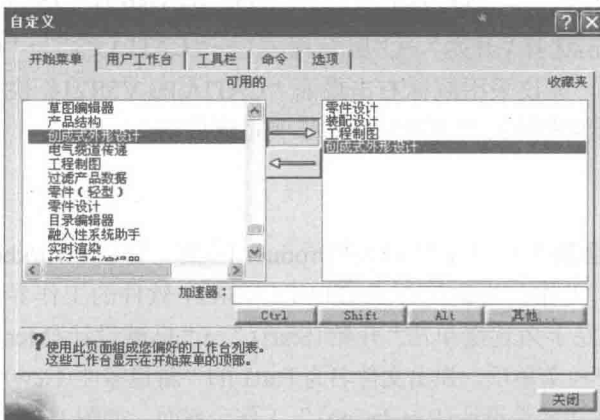 自定义
开始菜单 用户工作台 工具栏 命令 选项
可用的 收藏夹
草图编辑器
产品结构
创成式外形设计
电气缆道传递
工程制图
过滤产品数据
零件(轻型)
零件设计
目录编辑器
融入性系统助手
实时渲染
零件设计
装配设计
工程制图
创成式外形设计
加速器:
Ctrl Shift Alt 其他...
使用此页面组成您偏好的工作台列表。
这些工作台显示在开始菜单的顶部。
关闭